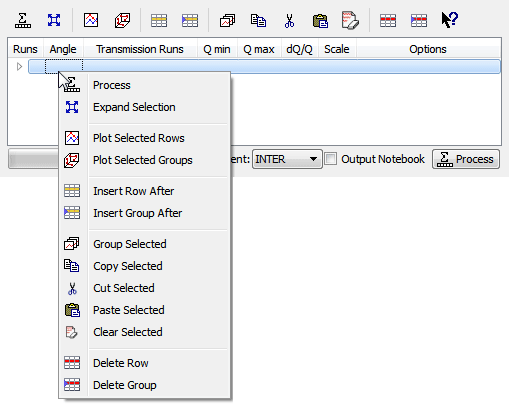 Runs Angle Transmission Runs Q min Q max dQ/Q Scale Options
Process
Expand Selection
Plot Selected Rows
Plot Selected Groups
ent: INTER Output Notebook Process
Insert Row After
Insert Group After
Group Selected
Copy Selected
Cut Selected
Paste Selected
Clear Selected
Delete Row
Delete Group